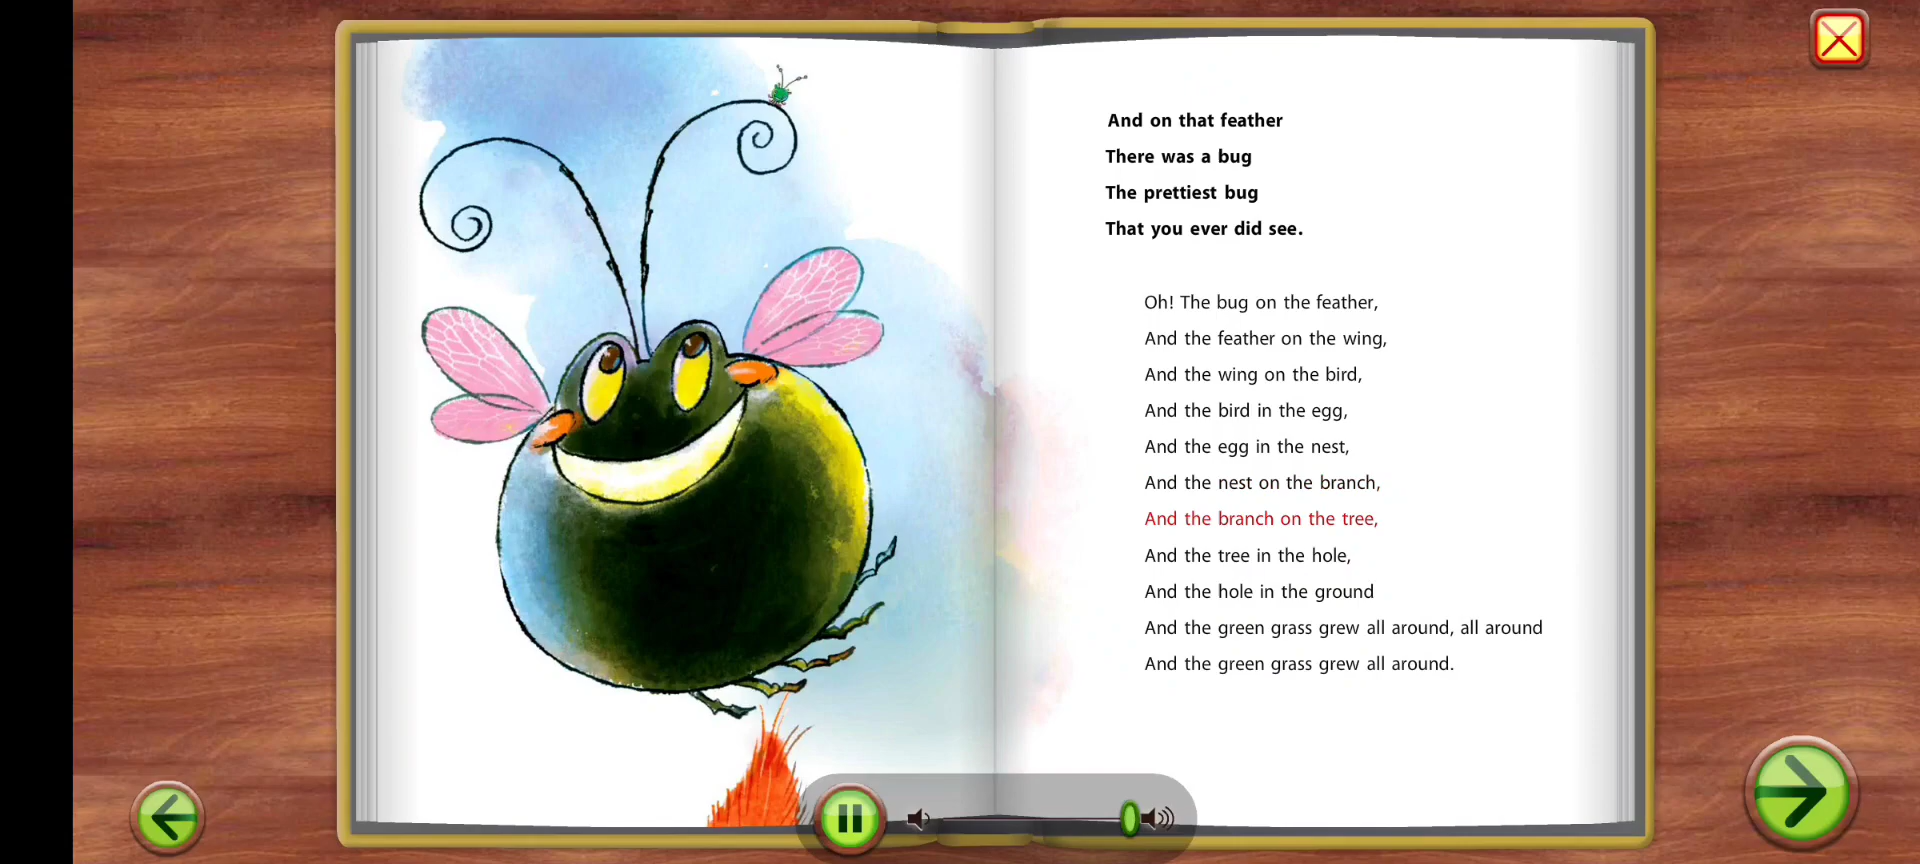 And on that feather
There was a bug
The prettiest bug
That you ever did see.
Oh! The bug on the feather,
And the feather on the wing,
And the wing on the bird,
And the bird in the egg,
And the egg in the nest,
And the nest on the branch,
And the branch on the tree,
And the tree in the hole,
And the hole in the ground
And the green grass grew all around, all around
And the green grass grew all around.